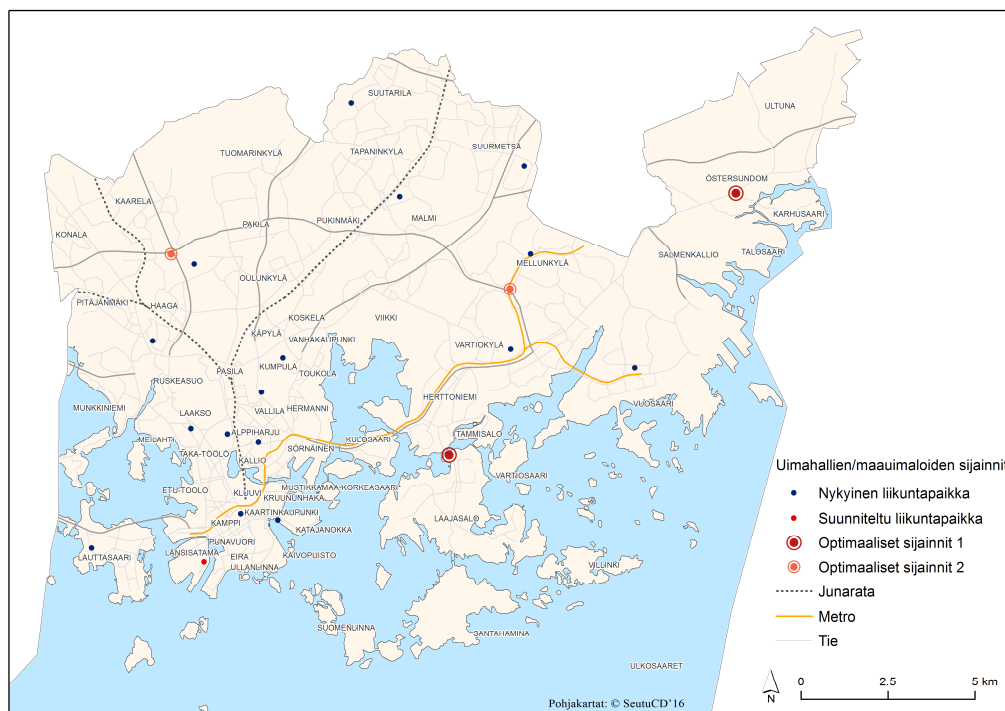 SUUTARILA
ULTUNA
TUOMARINKYLÄ
TAPANINKYLÄ
SUURMETSÄ
ÖSTERSUNDOM
KAARELA
KARHUSAARI
KONALA
PAKILA
PUKINMÄKI
MALMI
TALOSAARI
SALMENKALLIO
MELLUNKYLÄ
OULUNKYLÄ
PITÄJÄNMÄKI
HAAGA
KOSKELA
VIIKKI
KÄPYLÄ
VANHAKAUPUNKI
VARTIOKYLÄ
KUMPULA
PASILA
TOUKOLA
RUSKEASUO
HERTTONIEMI
VUOSAARI
MUNKKINIEMI
LAAKSO
VALLILA
HERMANNI
ALPPIHARJU
TAMMISALO
MEILAHTI
KULOSAARI
SÖRNÄINEN
TAKA-TÖÖLÖ
KALLIO
VARTIOSAARI
ETU-TÖÖLÖ
KLUUVI
MUSTIKKAMAA-KORKEASAARI
KRUUNUNHAKA
KAARTINKAUPUNKI
LAAJASALO
KAMPPI
KATAJANOKKA
PUNAVUORI
LAUTTASAARI
LÄNSISATAMA
EIRA
KAIVOPUISTO
ULLANLINNA
VILLINKI
SUOMENLINNA
SANTAHAMINA
ULKOSAARET
Uimahallien/maauimaloiden sijainnit
Nykyinen liikuntapaikka
Suunniteltu liikuntapaikka
Optimaaliset sijainnit 1
Optimaaliset sijainnit 2
Junarata
Metro
Tie
N
0 2.5 5 km
Pohjakartat: © SeutuCD'16